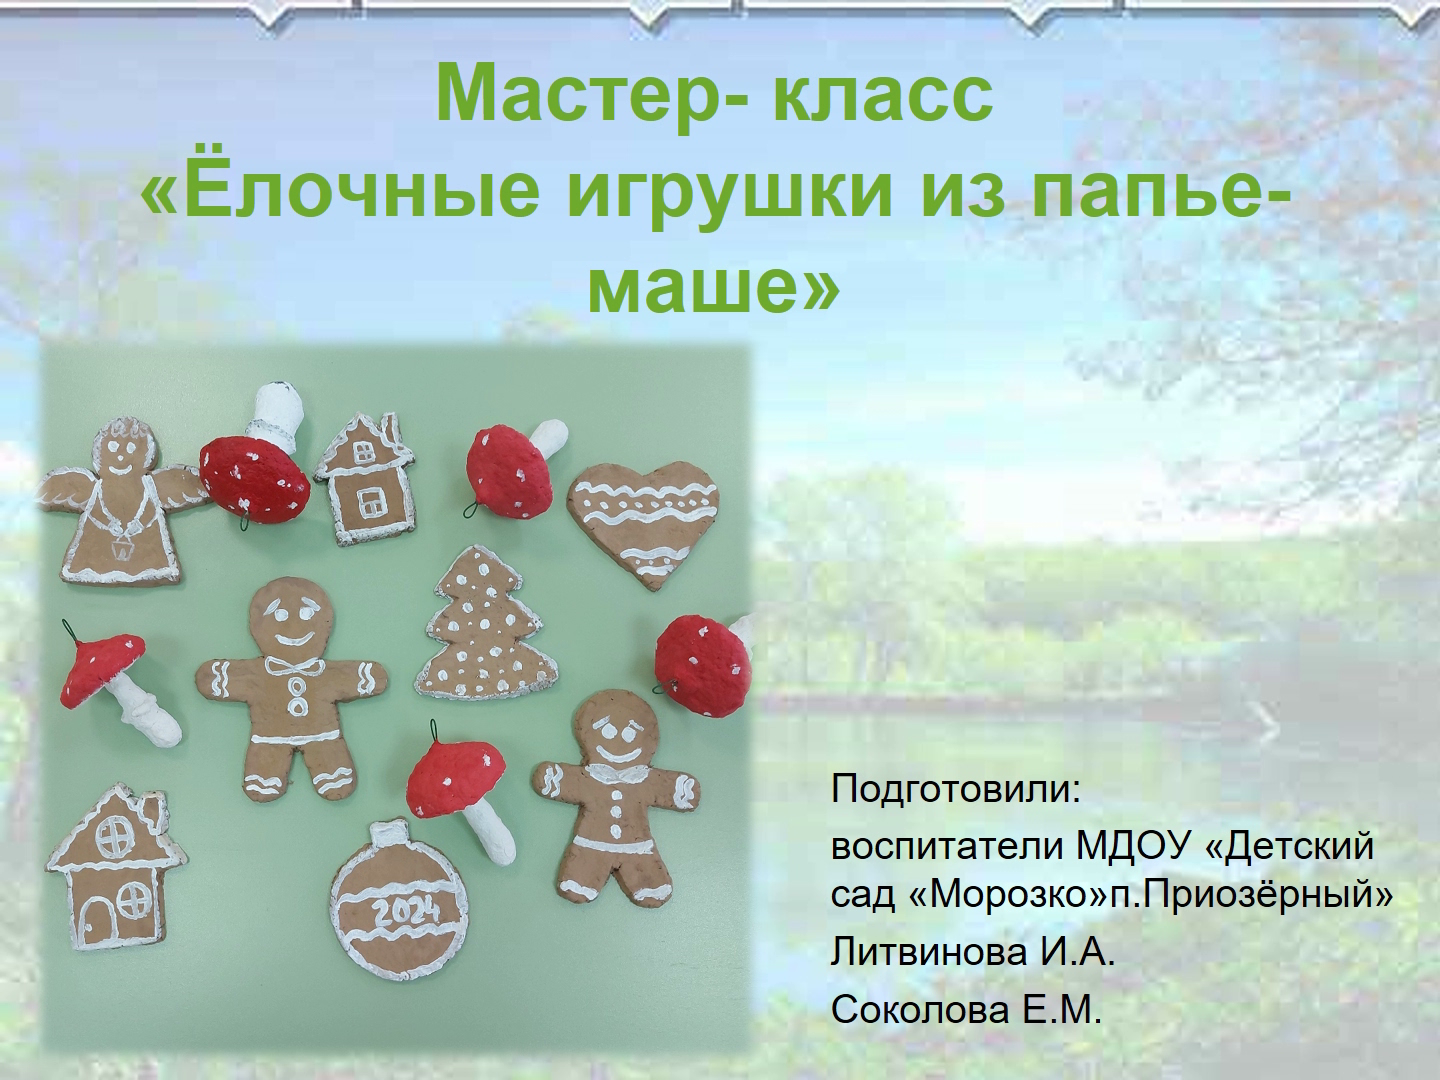 Мастер- класс
«Ёлочные игрушки из папье-
маше»
2024
Подготовили:
воспитатели МДОУ «Детский
сад «Морозко»п.Приозёрный»
Литвинова И.А.
Соколова Е.М.